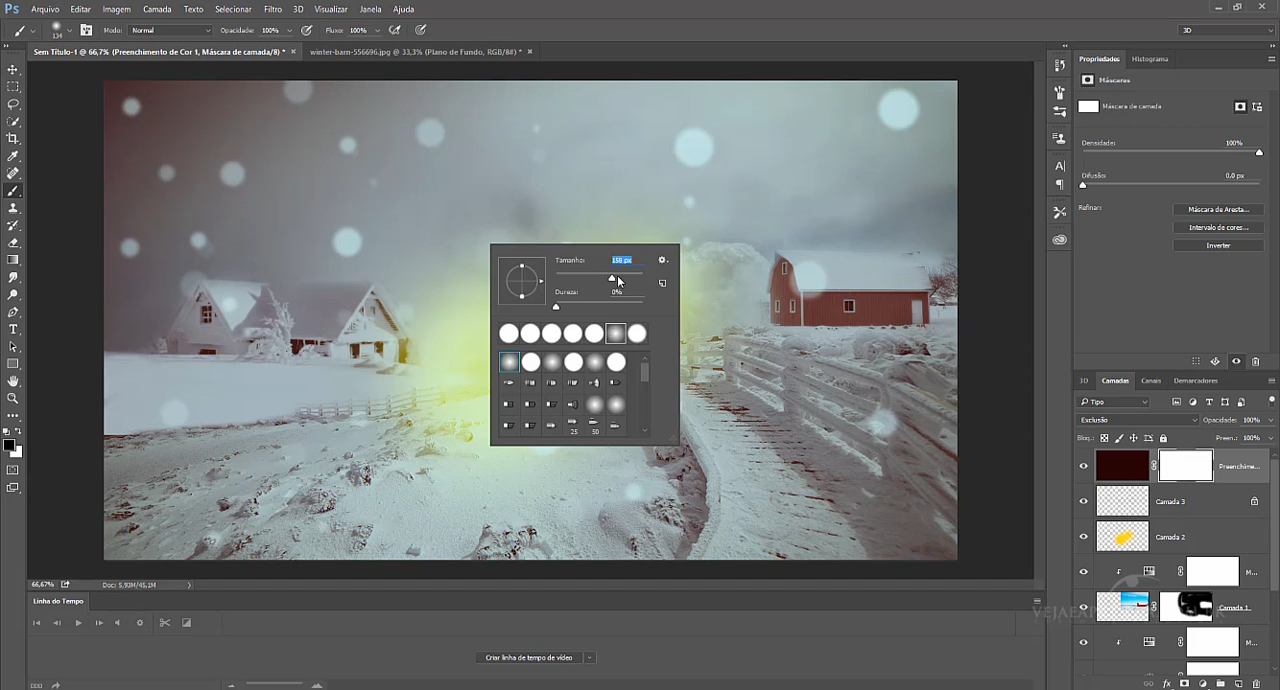 Ps Arquivo Editar Imagem Camada Texto Selecionar Filtro 3D Visualizar Janela Ajuda
134 Modo: Normal Opacidade: 100% Fluxo: 100% 3D
Sem Título-1 @ 66,7% (Preenchimento de Cor 1, Máscara de camada/8) * × winter-barn-556696.jpg @ 33,3% (Plano de Fundo, RGB/8#) * ×
Propriedades Histograma
Máscaras
Máscara de camada
Densidade: 100%
Difusão: 0,0 px
Refinar: Máscara de Aresta...
Intervalo de cores...
Inverter
Tamanho: 158 px
Dureza: 0%
25 50
3D Camadas Canais Demarcadores
Tipo
Exclusão Opacidade: 100%
Bloq.: Preen.: 100%
Preenchime...
Camada 3
Camada 2
M...
Camada 1
M...
66,67% Doc: 5,93M/45,1M
Linha do Tempo
Criar linha de tempo de vídeo